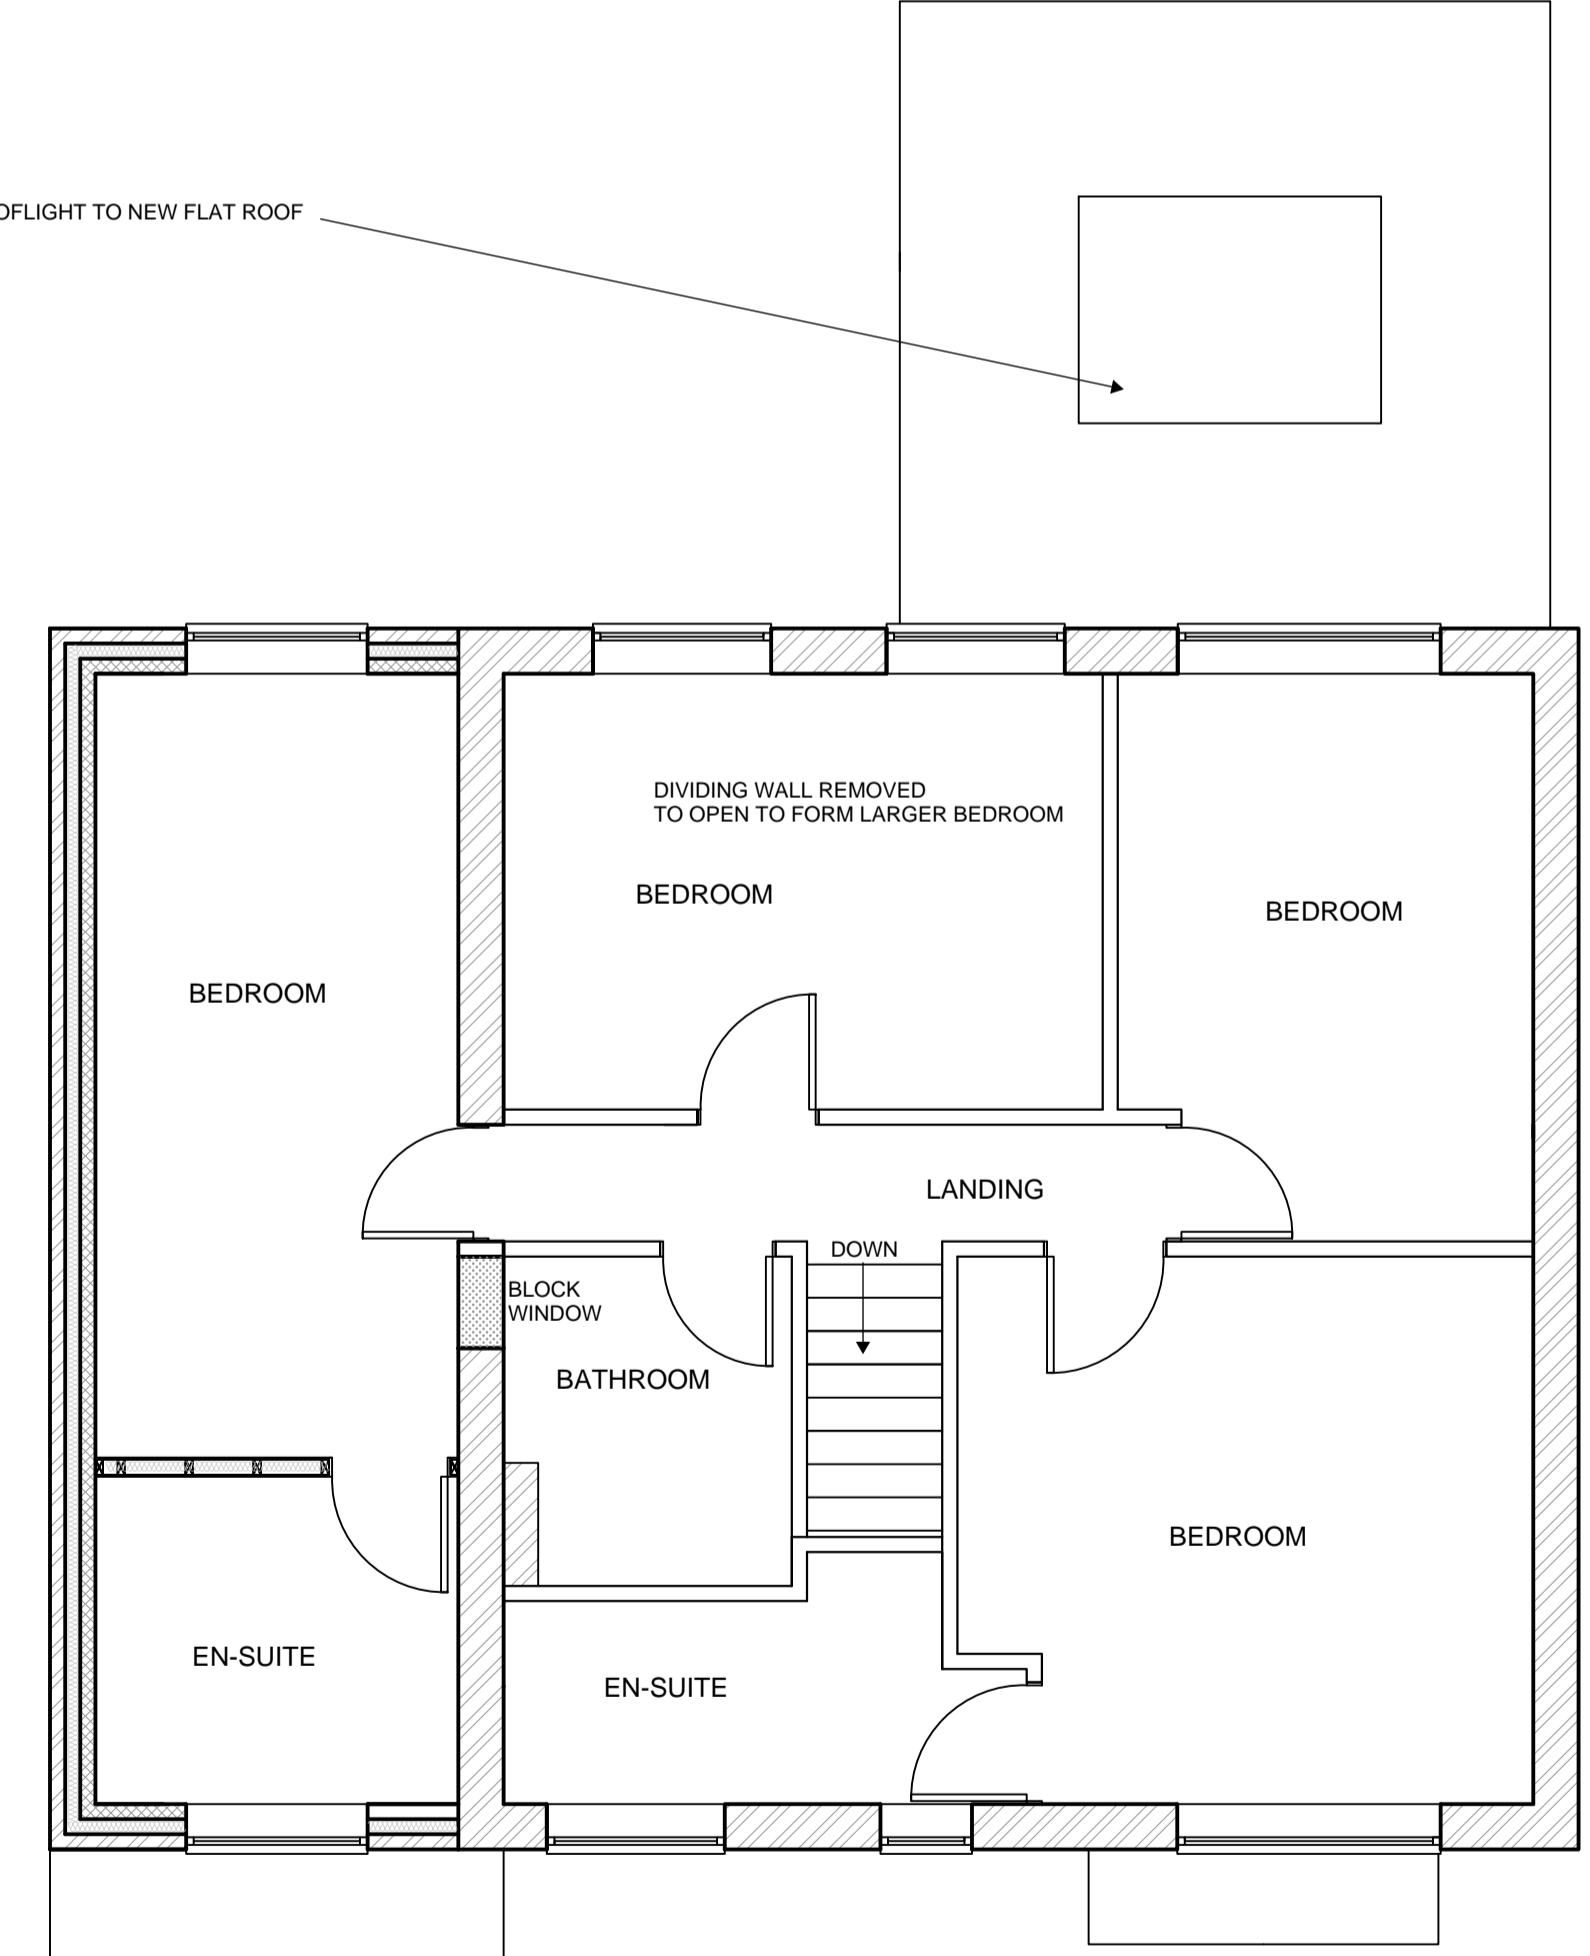 TO NEW FLAT ROOF
DIVIDING WALL REMOVED
TO OPEN TO FORM LARGER BEDROOM
BEDROOM
BEDROOM
BEDROOM
LANDING
DOWN
BLOCK
WINDOW
BATHROOM
BEDROOM
EN-SUITE
EN-SUITE